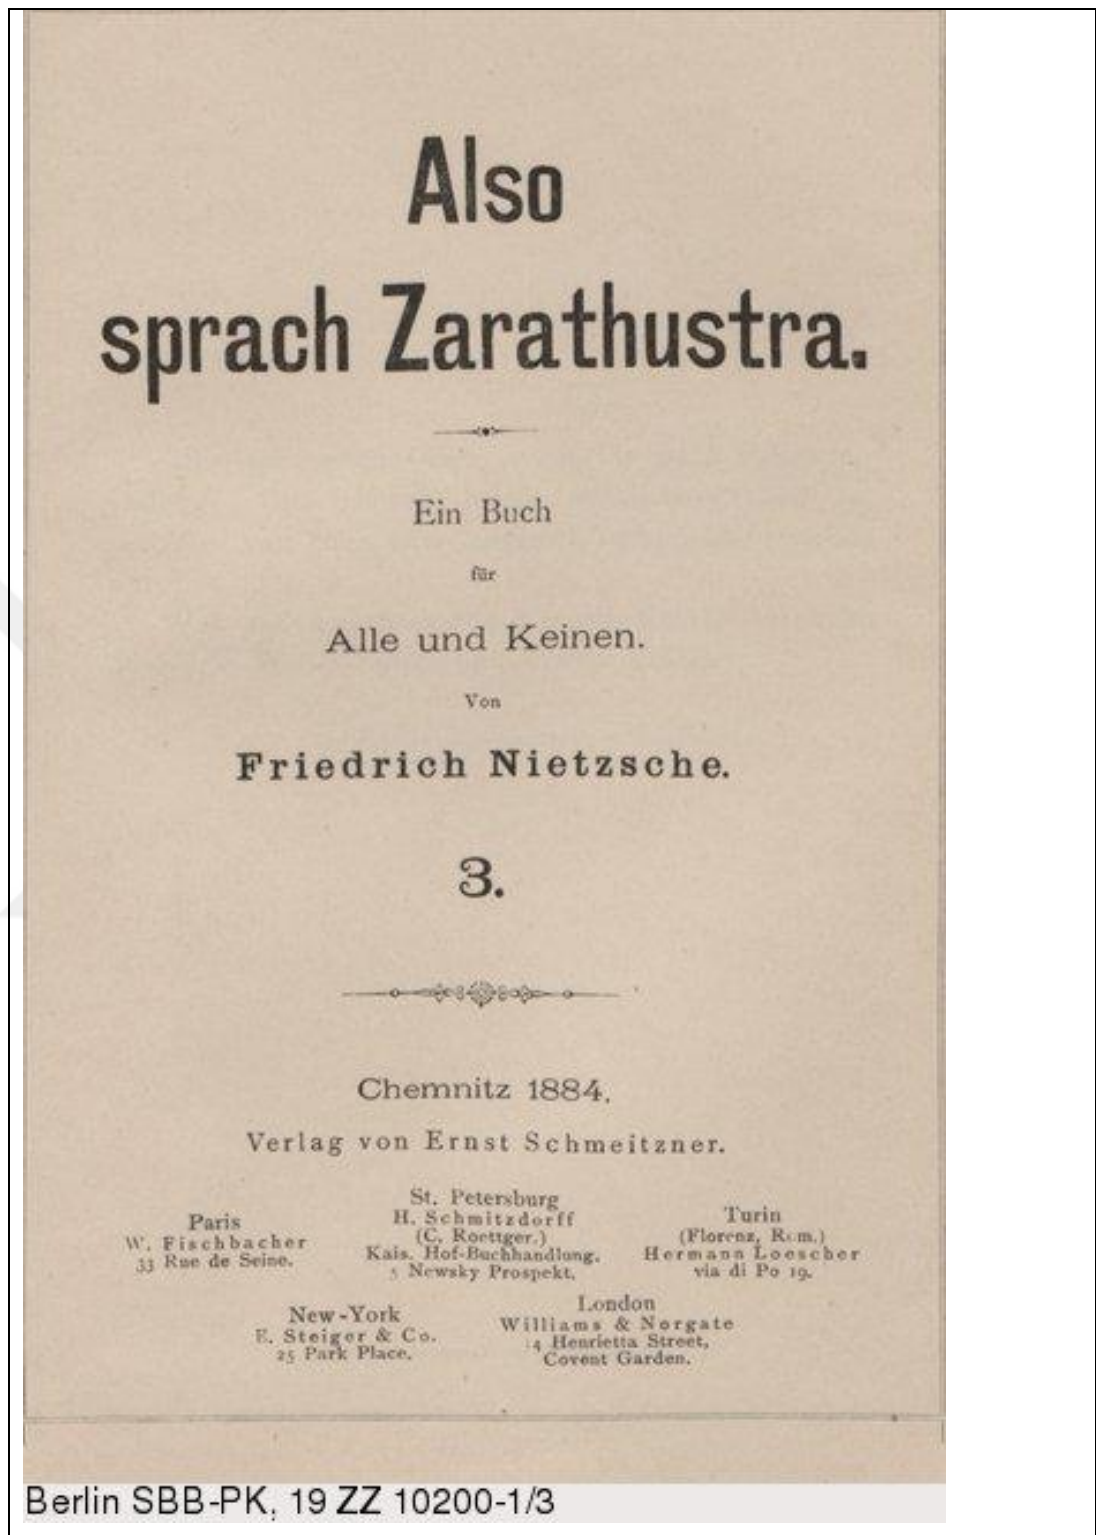 Also
sprach Zarathustra.
Ein Buch
für
Alle und Keinen.
Von
Friedrich Nietzsche.
3.
Chemnitz 1884.
Verlag von Ernst Schmeitzner.
Paris
W. Fischbacher
33 Rue de Seine.
St. Petersburg
H. Schmitzdorff
(C. Roettger.)
Kais. Hof-Buchhandlung.
5 Newsky Prospekt.
Turin
(Florenz, Rom.)
Hermann Loescher
via di Po 19.
New-York
E. Steiger & Co.
25 Park Place.
London
Williams & Norgate
14 Henrietta Street,
Covent Garden.
Berlin SBB-PK, 19 ZZ 10200-1/3